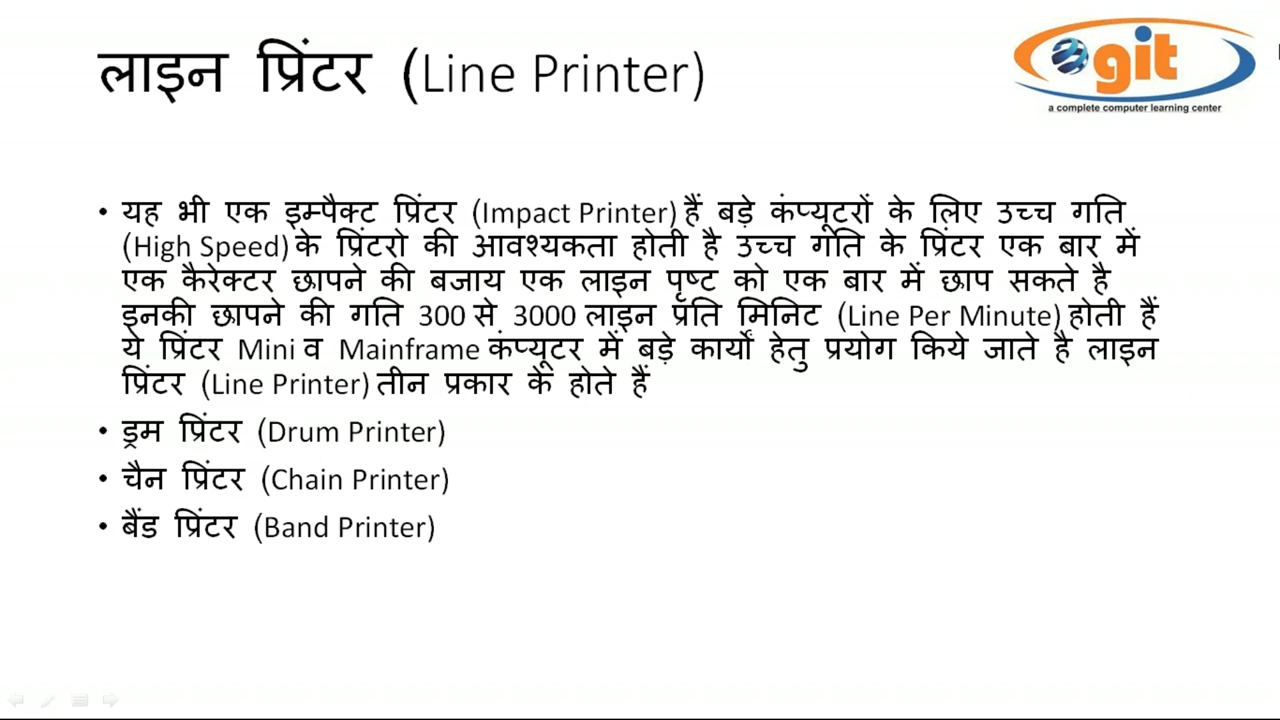 लाइन प्रिंटर (Line Printer)
egit
a complete computer learning center
• यह भी एक इम्पैक्ट प्रिंटर (Impact Printer) हैं बड़े कंप्यूटरों के लिए उच्च गति
(High Speed) के प्रिंटरो की आवश्यकता होती है उच्च गति के प्रिंटर एक बार में
एक कैरेक्टर छापने की बजाय एक लाइन पृष्ट को एक बार में छाप सकते है
इनकी छापने की गति 300 से 3000 लाइन प्रति मिनिट (Line Per Minute) होती हैं
ये प्रिंटर Mini व Mainframe कंप्यूटर में बड़े कार्यों हेतु प्रयोग किये जाते है लाइन
प्रिंटर (Line Printer) तीन प्रकार के होते हैं
• ड्रम प्रिंटर (Drum Printer)
• चैन प्रिंटर (Chain Printer)
• बैंड प्रिंटर (Band Printer)